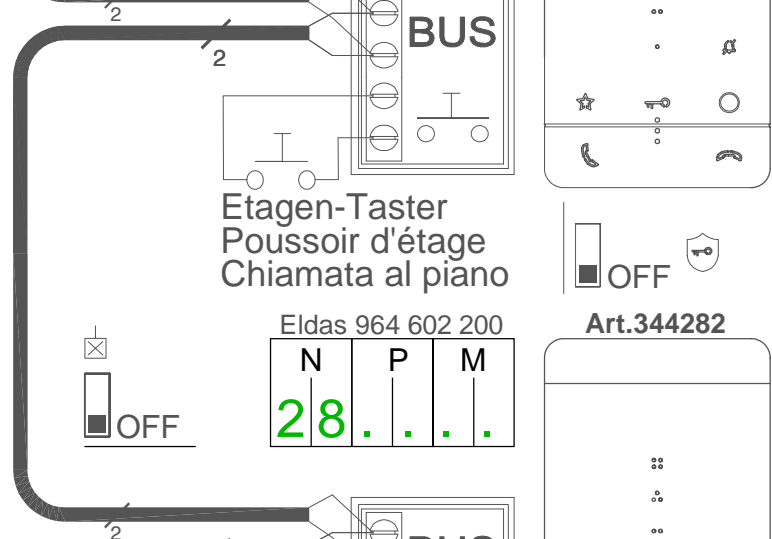 2
2
BUS
Etagen-Taster
Poussoir d'étage
Chiamata al piano
OFF
Eldas 964 602 200
Art.344282
N P M
28....
OFF
2
BUS